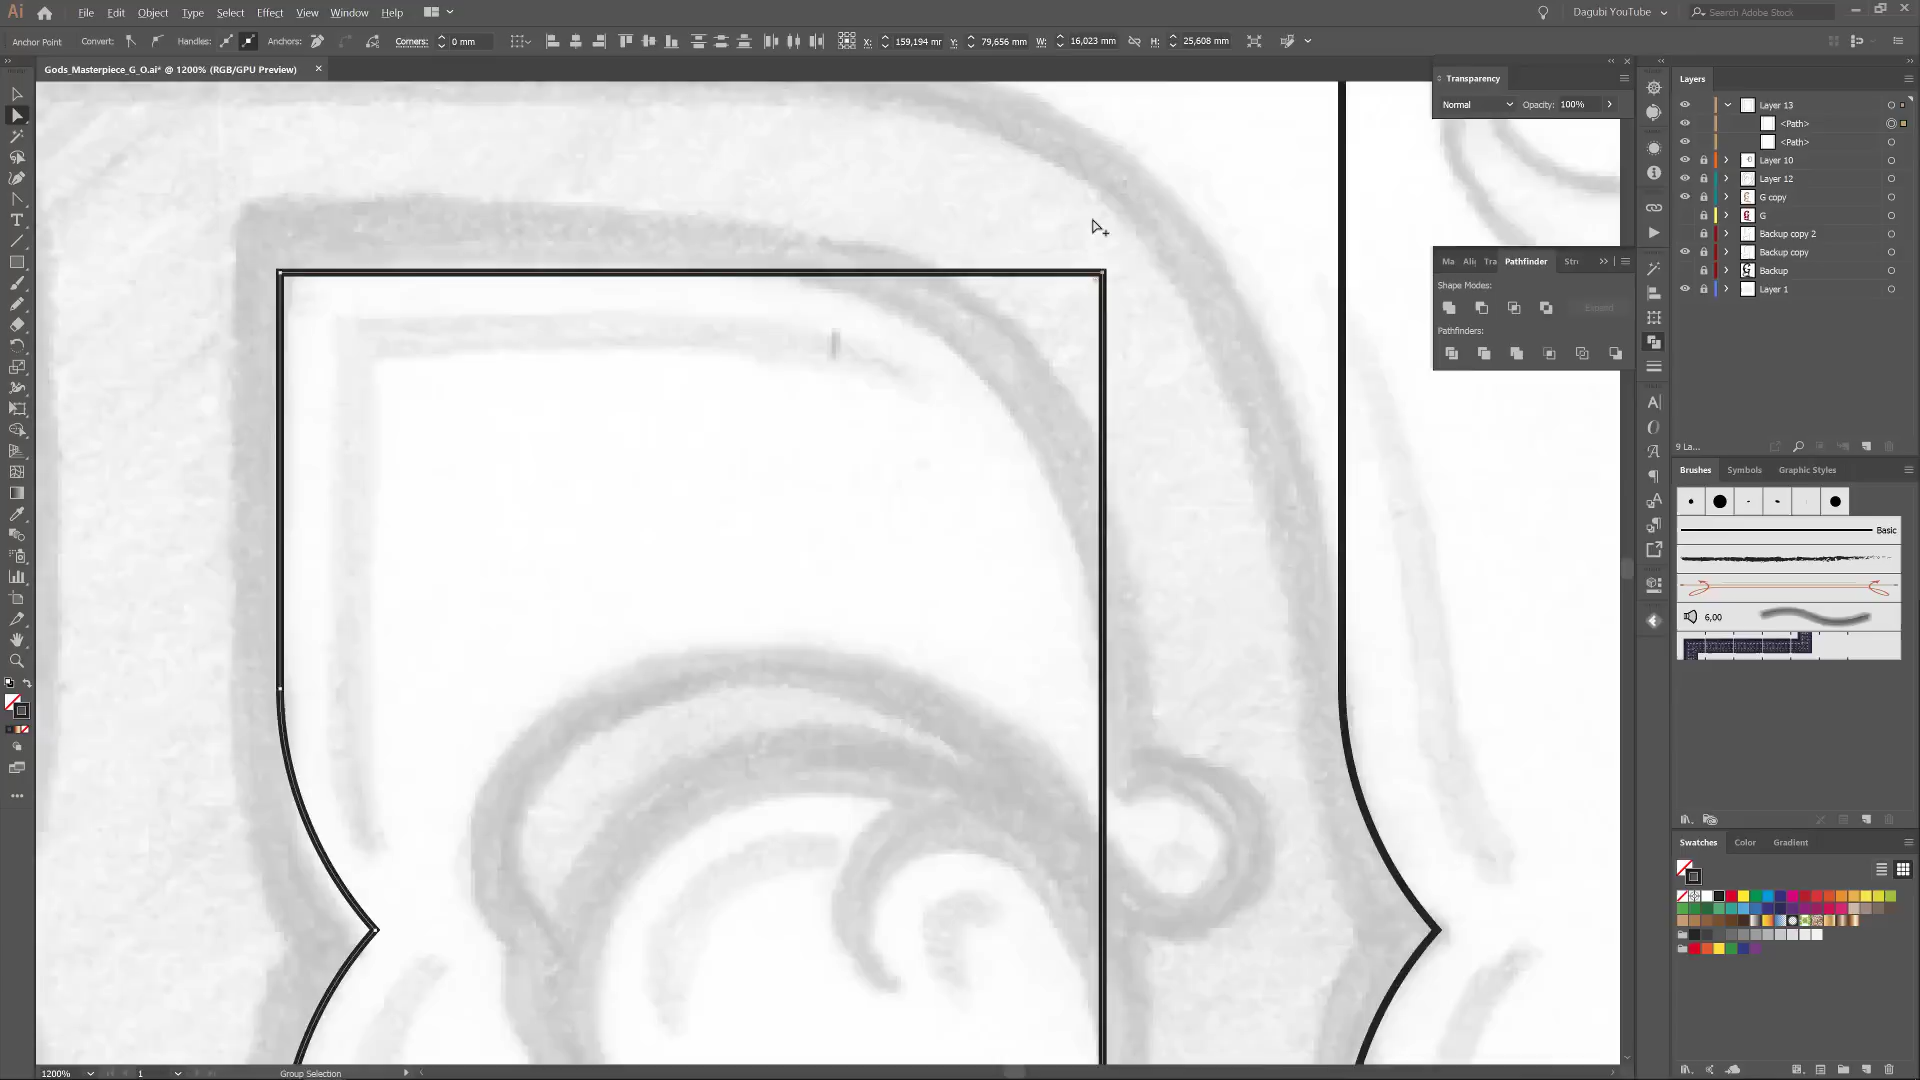 Ai File Edit Object Type Select Effect View Window Help Dagubi YouTube Search Adobe Stock
Anchor Point Convert: Handles: Anchors: Corners: 0 mm X: 159,194 mr Y: 79,656 mm W: 16,023 mm H: 25,608 mm
Gods_Masterpiece_G_O.ai* @ 1200% (RGB/GPU Preview)
Transparency
Normal Opacity: 100%
Ma Ali Tra Pathfinder Str
Shape Modes:
Expand
Pathfinders:
Layers
Layer 13
<Path>
<Path>
Layer 10
Layer 12
G copy
G
Backup copy 2
Backup copy
Backup
Layer 1
9 La...
Brushes Symbols Graphic Styles
Basic
6,00
Swatches Color Gradient
1200% 1 Group Selection